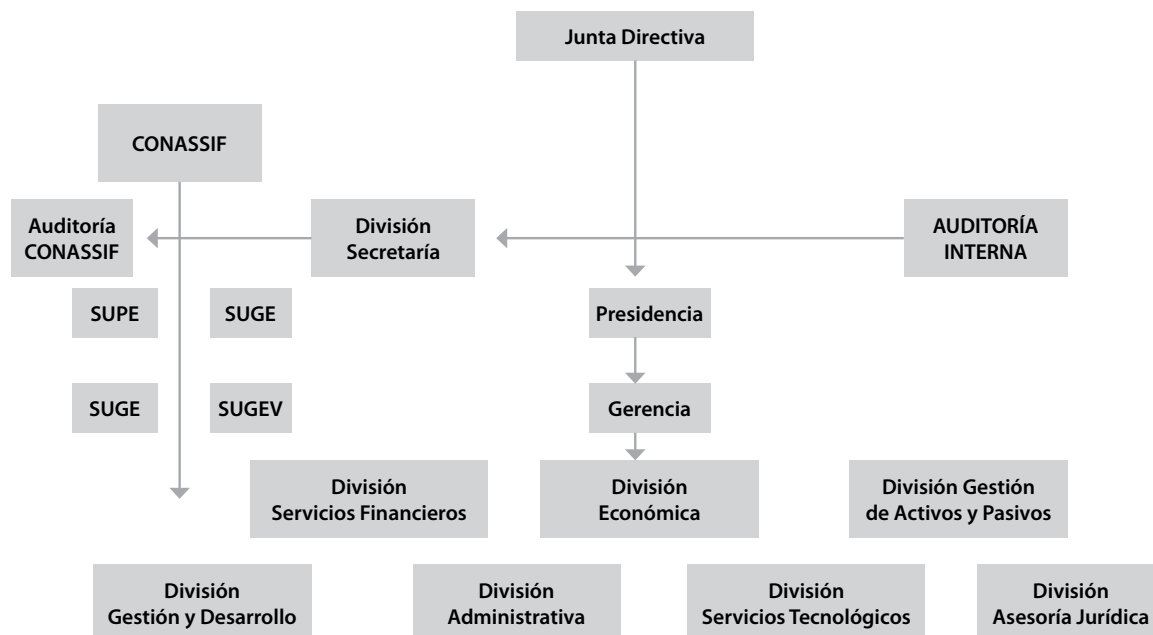 Junta Directiva
CONASSIF
Auditoría
CONASSIF
División
Secretaría
AUDITORÍA
INTERNA
SUPE
SUGE
Presidencia
SUGE
SUGEV
Gerencia
División
Servicios Financieros
División
Económica
División Gestión
de Activos y Pasivos
División
Gestión y Desarrollo
División
Administrativa
División
Servicios Tecnológicos
División
Asesoría Jurídica